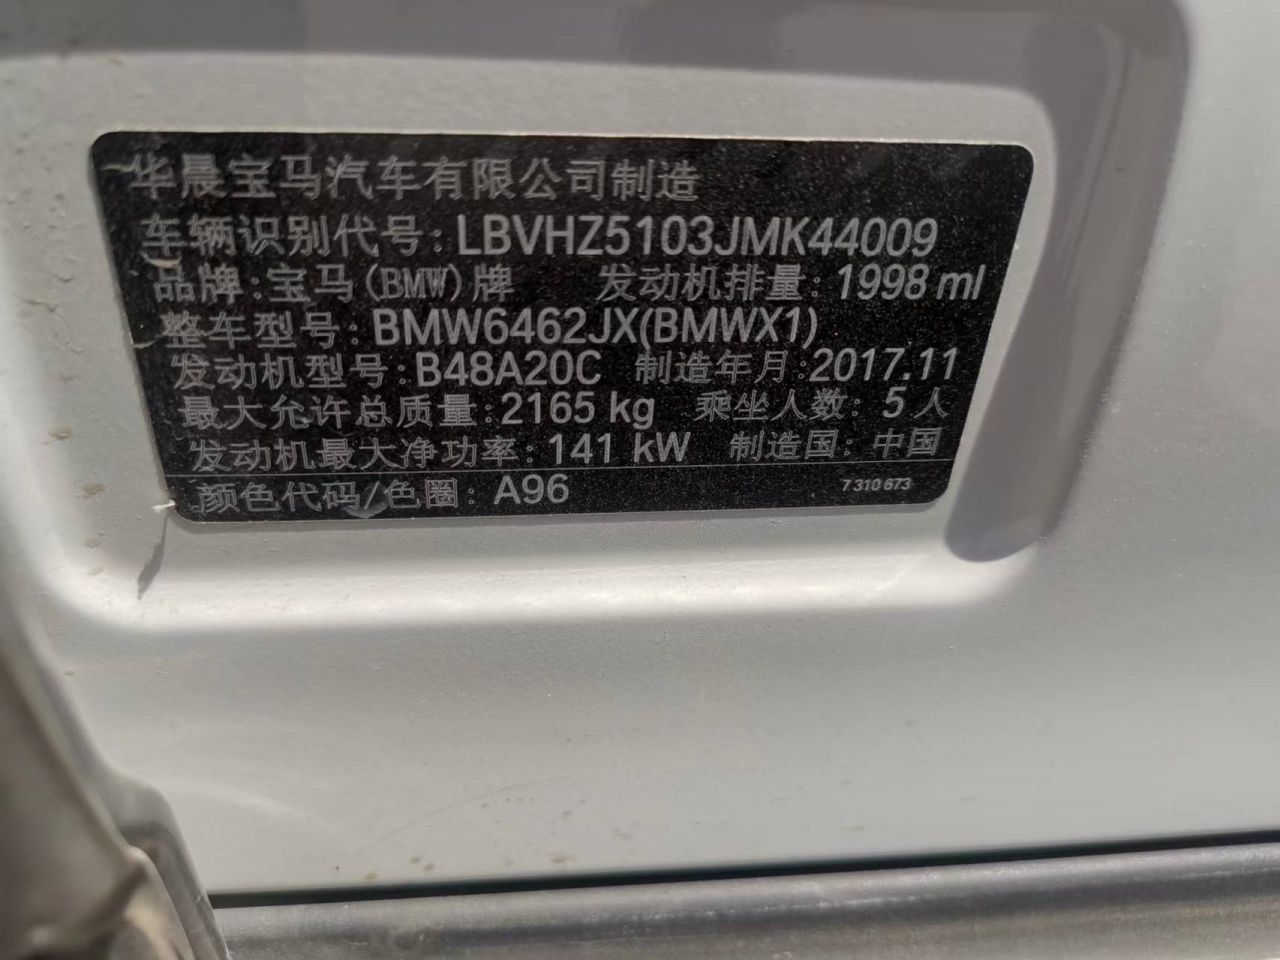 华晨宝马汽车有限公司制造
车辆识别代号: LBVHZ5103JMK44009
品牌: 宝马(BMW)牌 发动机排量: 1998 ml
整车型号: BMW6462JX(BMWX1)
发动机型号: B48A20C 制造年月: 2017.11
最大允许总质量: 2165 kg 乘坐人数: 5 人
发动机最大净功率: 141 kW 制造国: 中国
颜色代码/色圈: A96 7 310 673